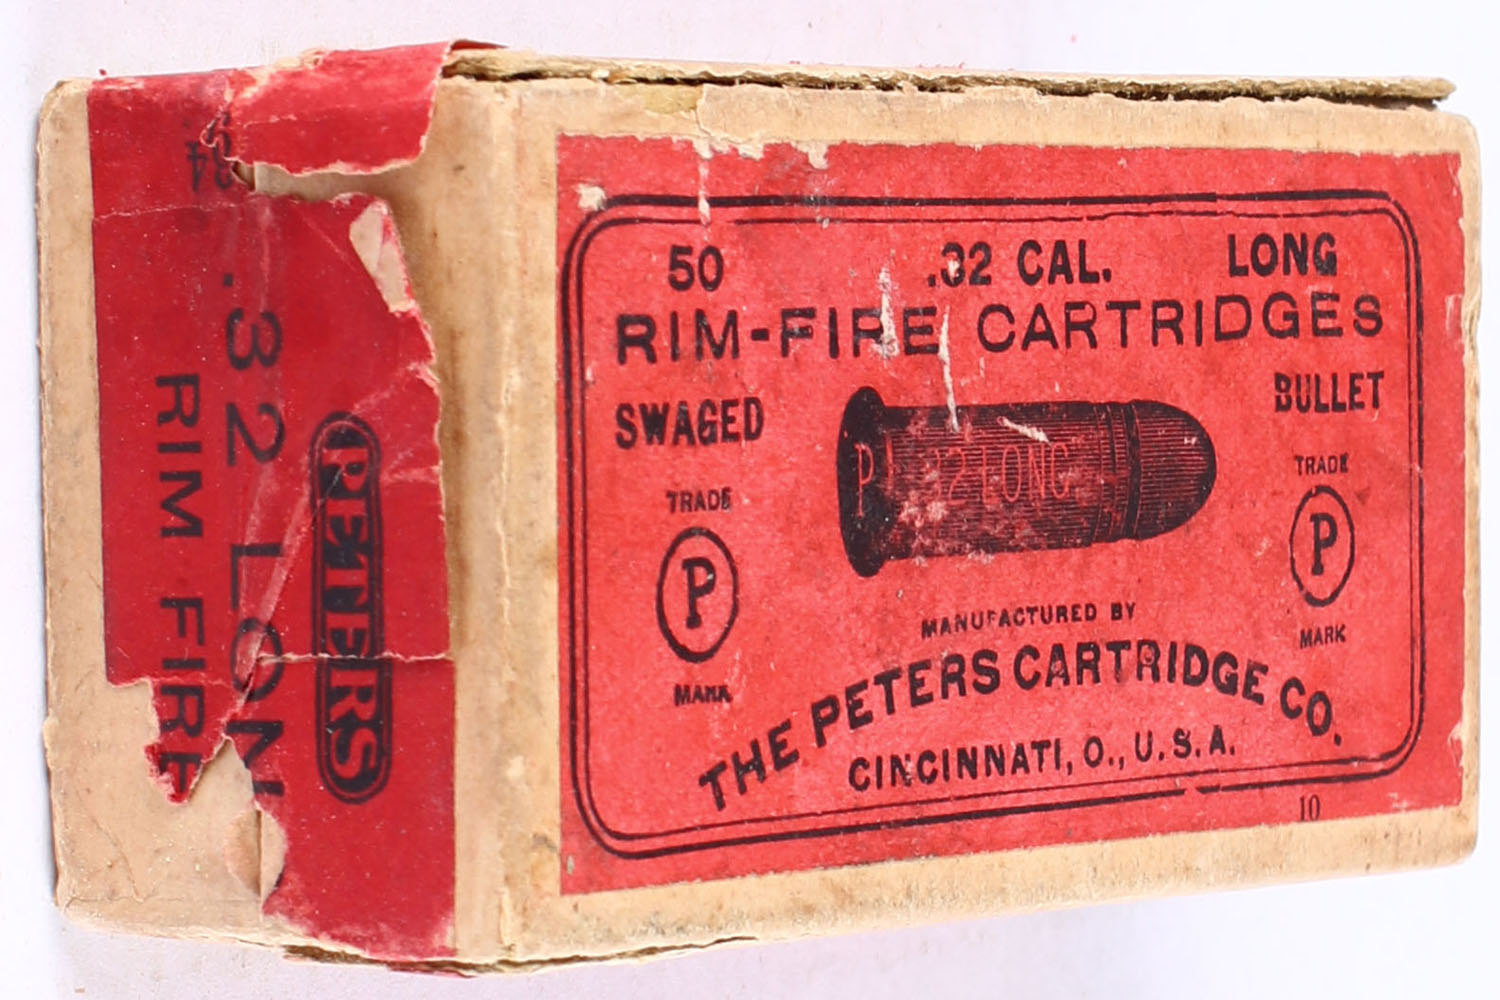 50 .32 CAL. LONG
RIM-FIRE CARTRIDGES
SWAGED BULLET
P 32 LONG
TRADE
P
MARK
TRADE
P
MARK
MANUFACTURED BY
THE PETERS CARTRIDGE CO.
CINCINNATI, O., U.S.A.
10
PETERS
.32 LON
RIM FIRE